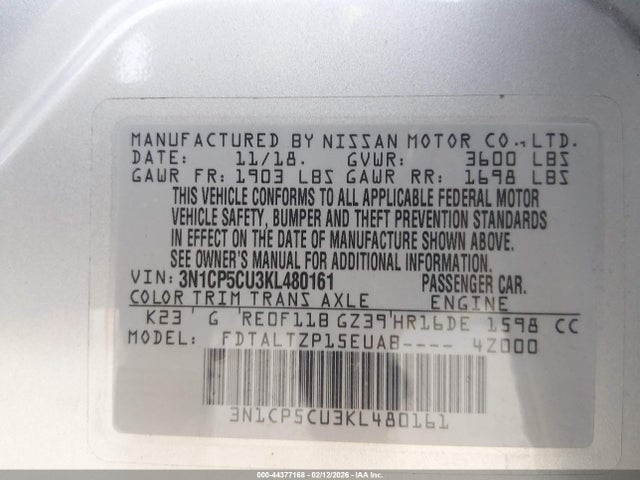 MANUFACTURED BY NISSAN MOTOR CO., LTD.
DATE: 11/18. GVWR: 3600 LBS
GAWR FR: 1903 LBS GAWR RR: 1698 LBS
THIS VEHICLE CONFORMS TO ALL APPLICABLE FEDERAL MOTOR
VEHICLE SAFETY, BUMPER AND THEFT PREVENTION STANDARDS
IN EFFECT ON THE DATE OF MANUFACTURE SHOWN ABOVE.
SEE OWNER'S MANUAL FOR ADDITIONAL INFORMATION.
VIN: 3N1CP5CU3KL480161 PASSENGER CAR.
COLOR TRIM TRANS AXLE ENGINE
K23 G RE0F11B GZ39 HR16DE 1598 CC
MODEL: FDTALTZP15EUAB---- 4Z000
3N1CP5CU3KL480161
000-44377168 - 02/12/2026 - IAA Inc.